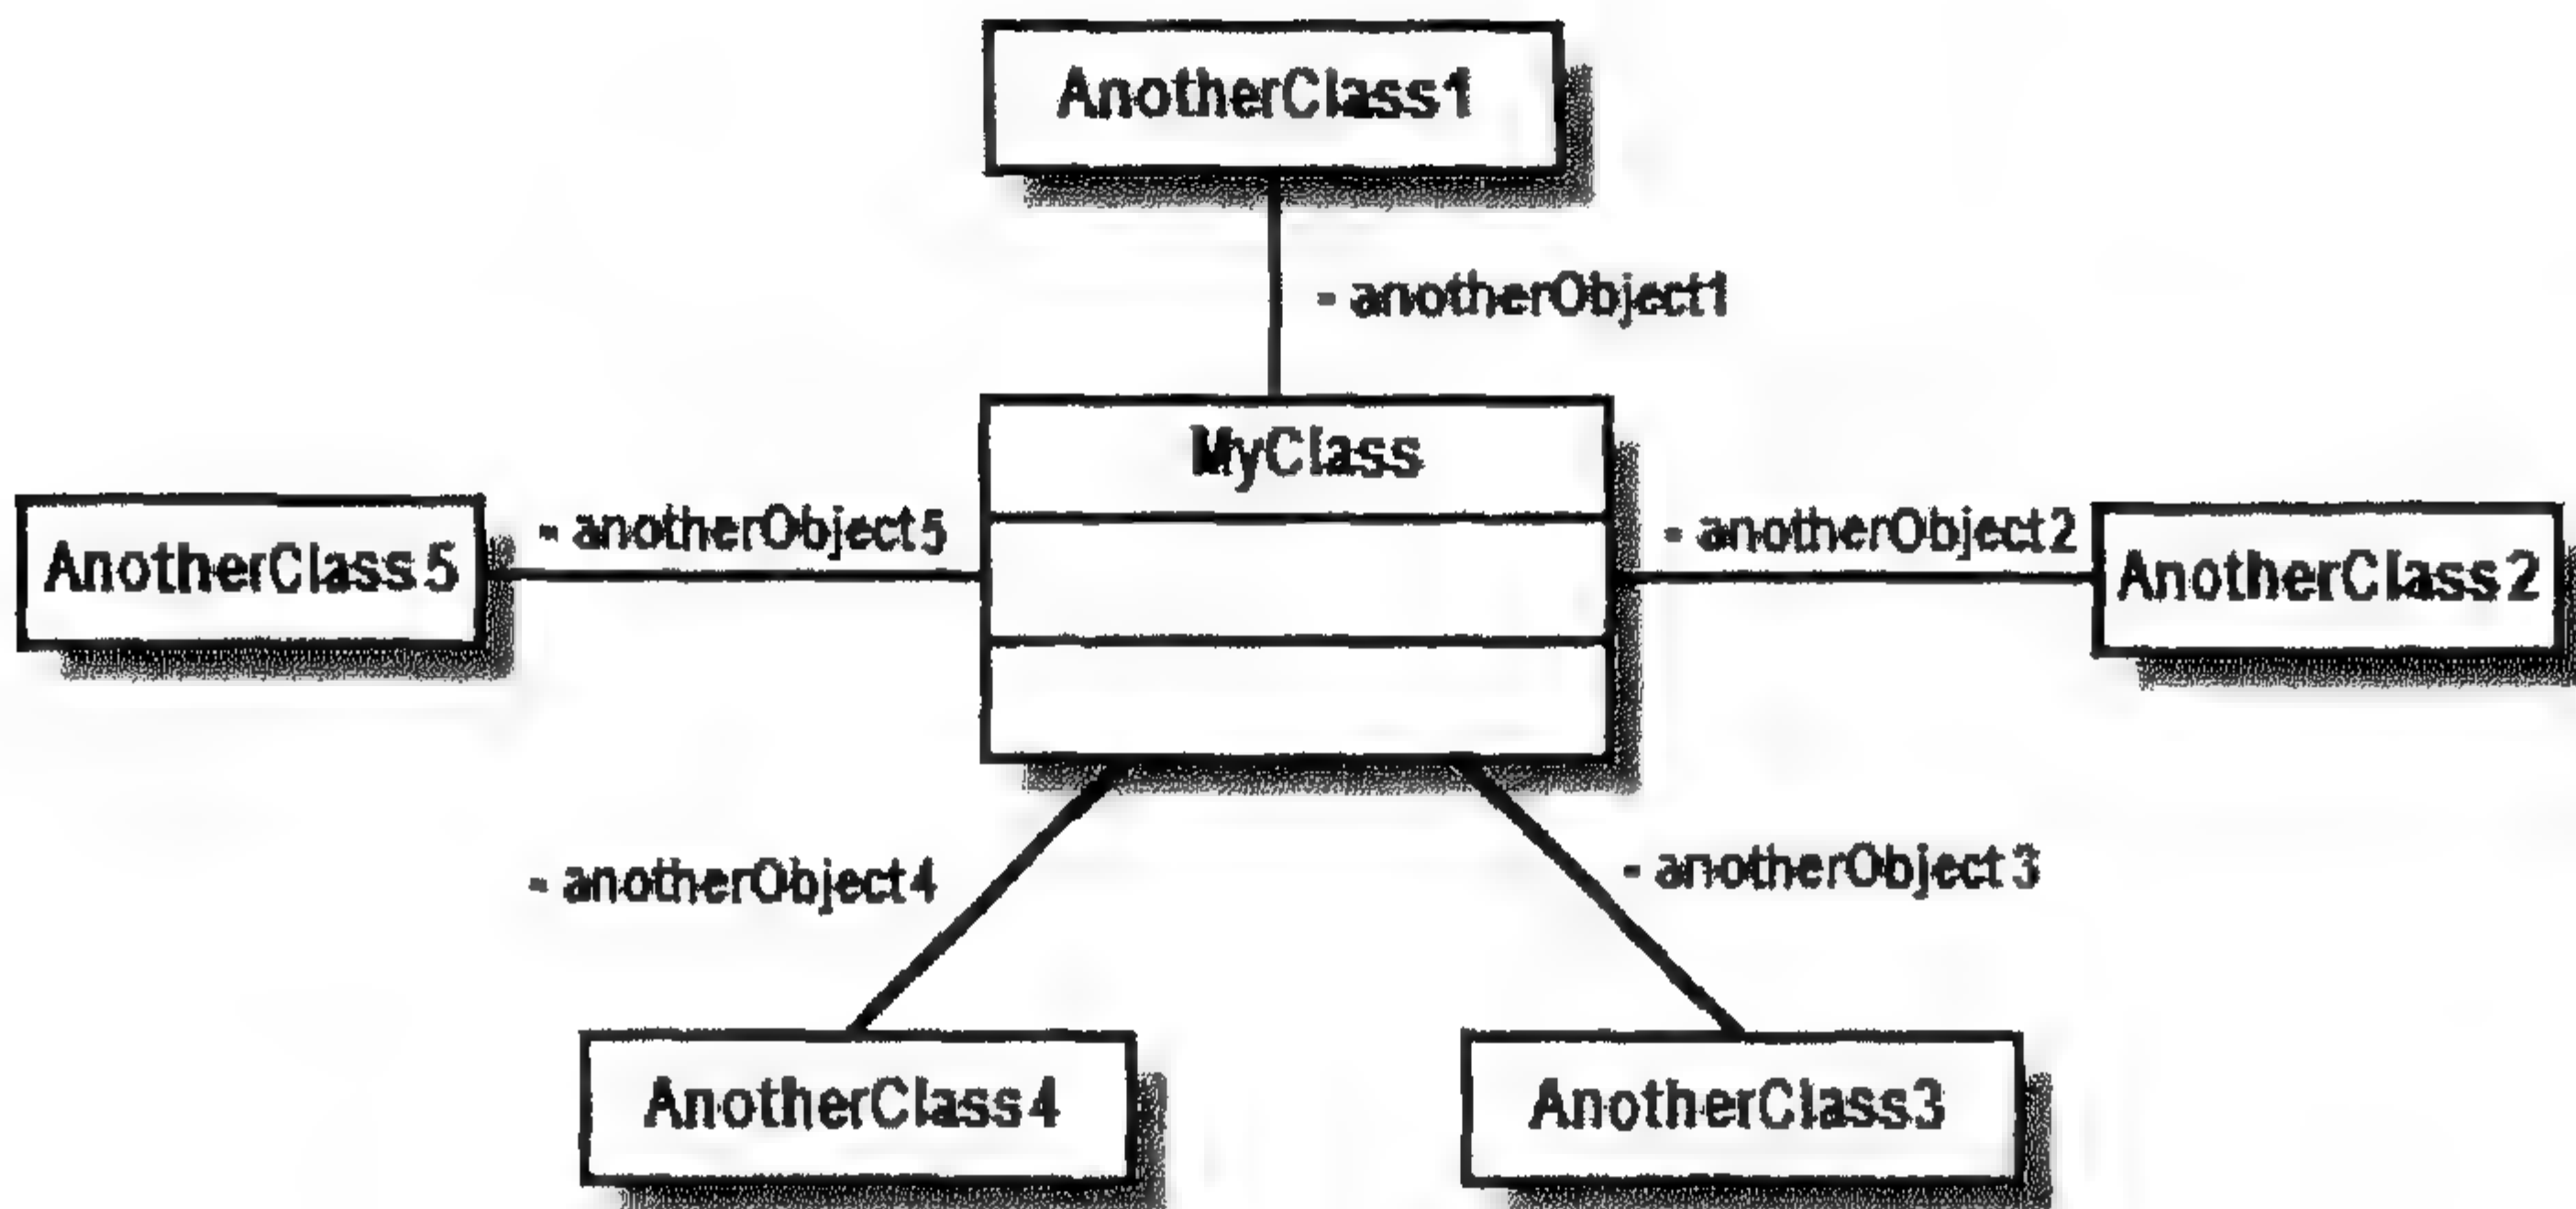 AnotherClass1
- anotherObject1
MyClass
- anotherObject5
- anotherObject2
AnotherClass5
AnotherClass2
- anotherObject4
- anotherObject3
AnotherClass4
AnotherClass3